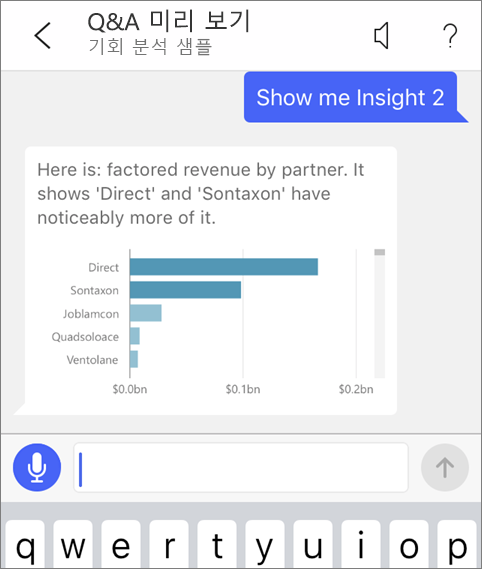 Q&A 미리 보기
기회 분석 샘플
?
Show me Insight 2
Here is: factored revenue by partner. It
shows 'Direct' and 'Sontaxon' have
noticeably more of it.
Direct
Sontaxon
Joblamcon
Quadsoloace
Ventolane
$0.0bn $0.1bn $0.2bn
q w e r t y u i o p